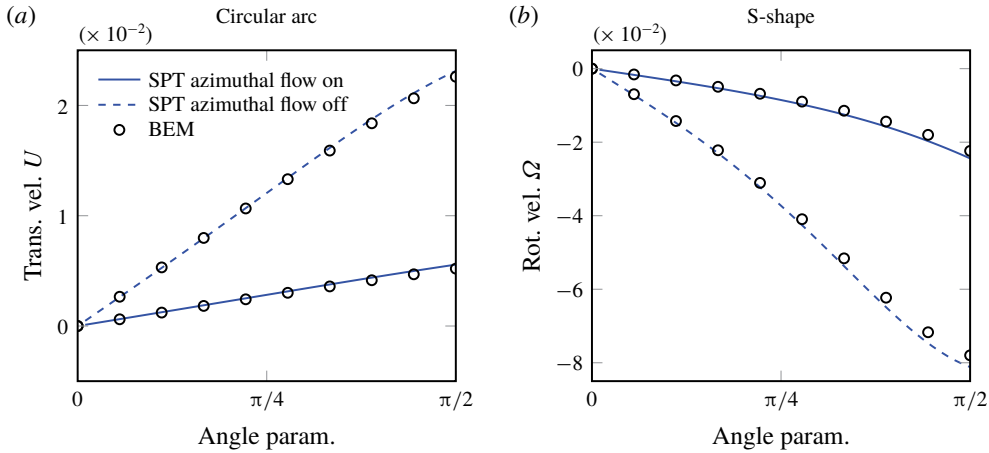 (a)
Circular arc
(× 10⁻²)
2
1
0
Trans. vel. U
SPT azimuthal flow on
SPT azimuthal flow off
BEM
0
π/4
π/2
Angle param.
(b)
S-shape
(× 10⁻²)
0
−2
−4
−6
−8
Rot. vel. Ω
0
π/4
π/2
Angle param.